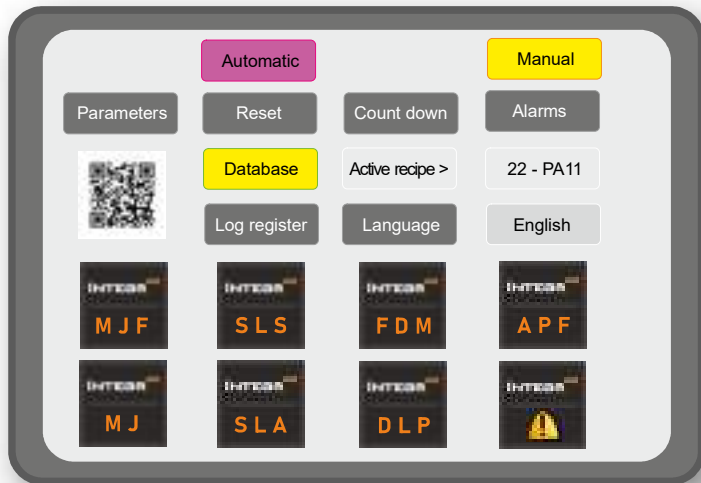 Automatic
Manual
Parameters
Reset
Count down
Alarms
Database
Active recipe >
22 - PA11
Log register
Language
English
MJF
SLS
FDM
APF
MJ
SLA
DLP